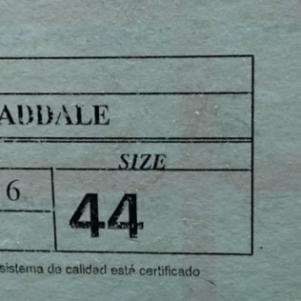 ADDALE
SIZE
6
44
sistema de calidad está certificado